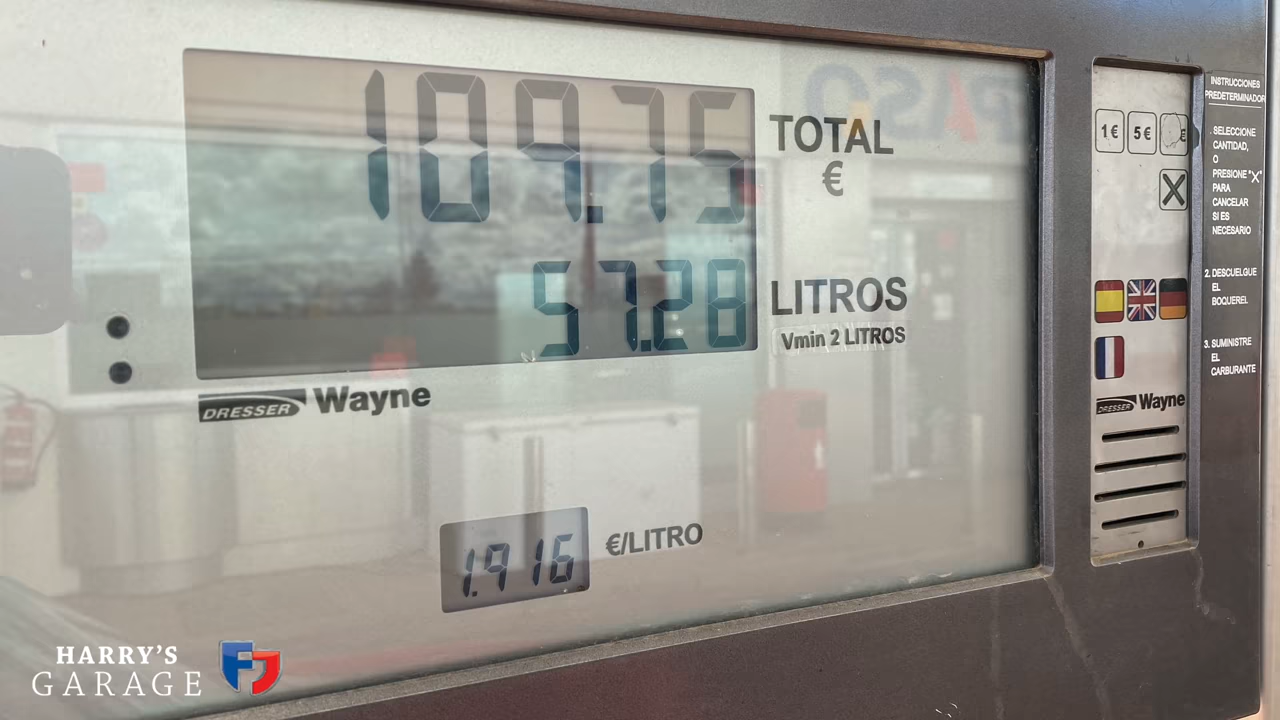 109.75
TOTAL
€
57.28
LITROS
Vmin 2 LITROS
DRESSER Wayne
1.916
€/LITRO
1€ 5€ €
X
DRESSER Wayne
INSTRUCCIONES
PREDETERMINADOR
SELECCIONE
CANTIDAD,
O
PRESIONE "X"
PARA
CANCELAR
SI ES
NECESARIO
2. DESCUELGUE
EL
BOQUEREL
3. SUMINISTRE
EL
CARBURANTE
HARRY'S
GARAGE